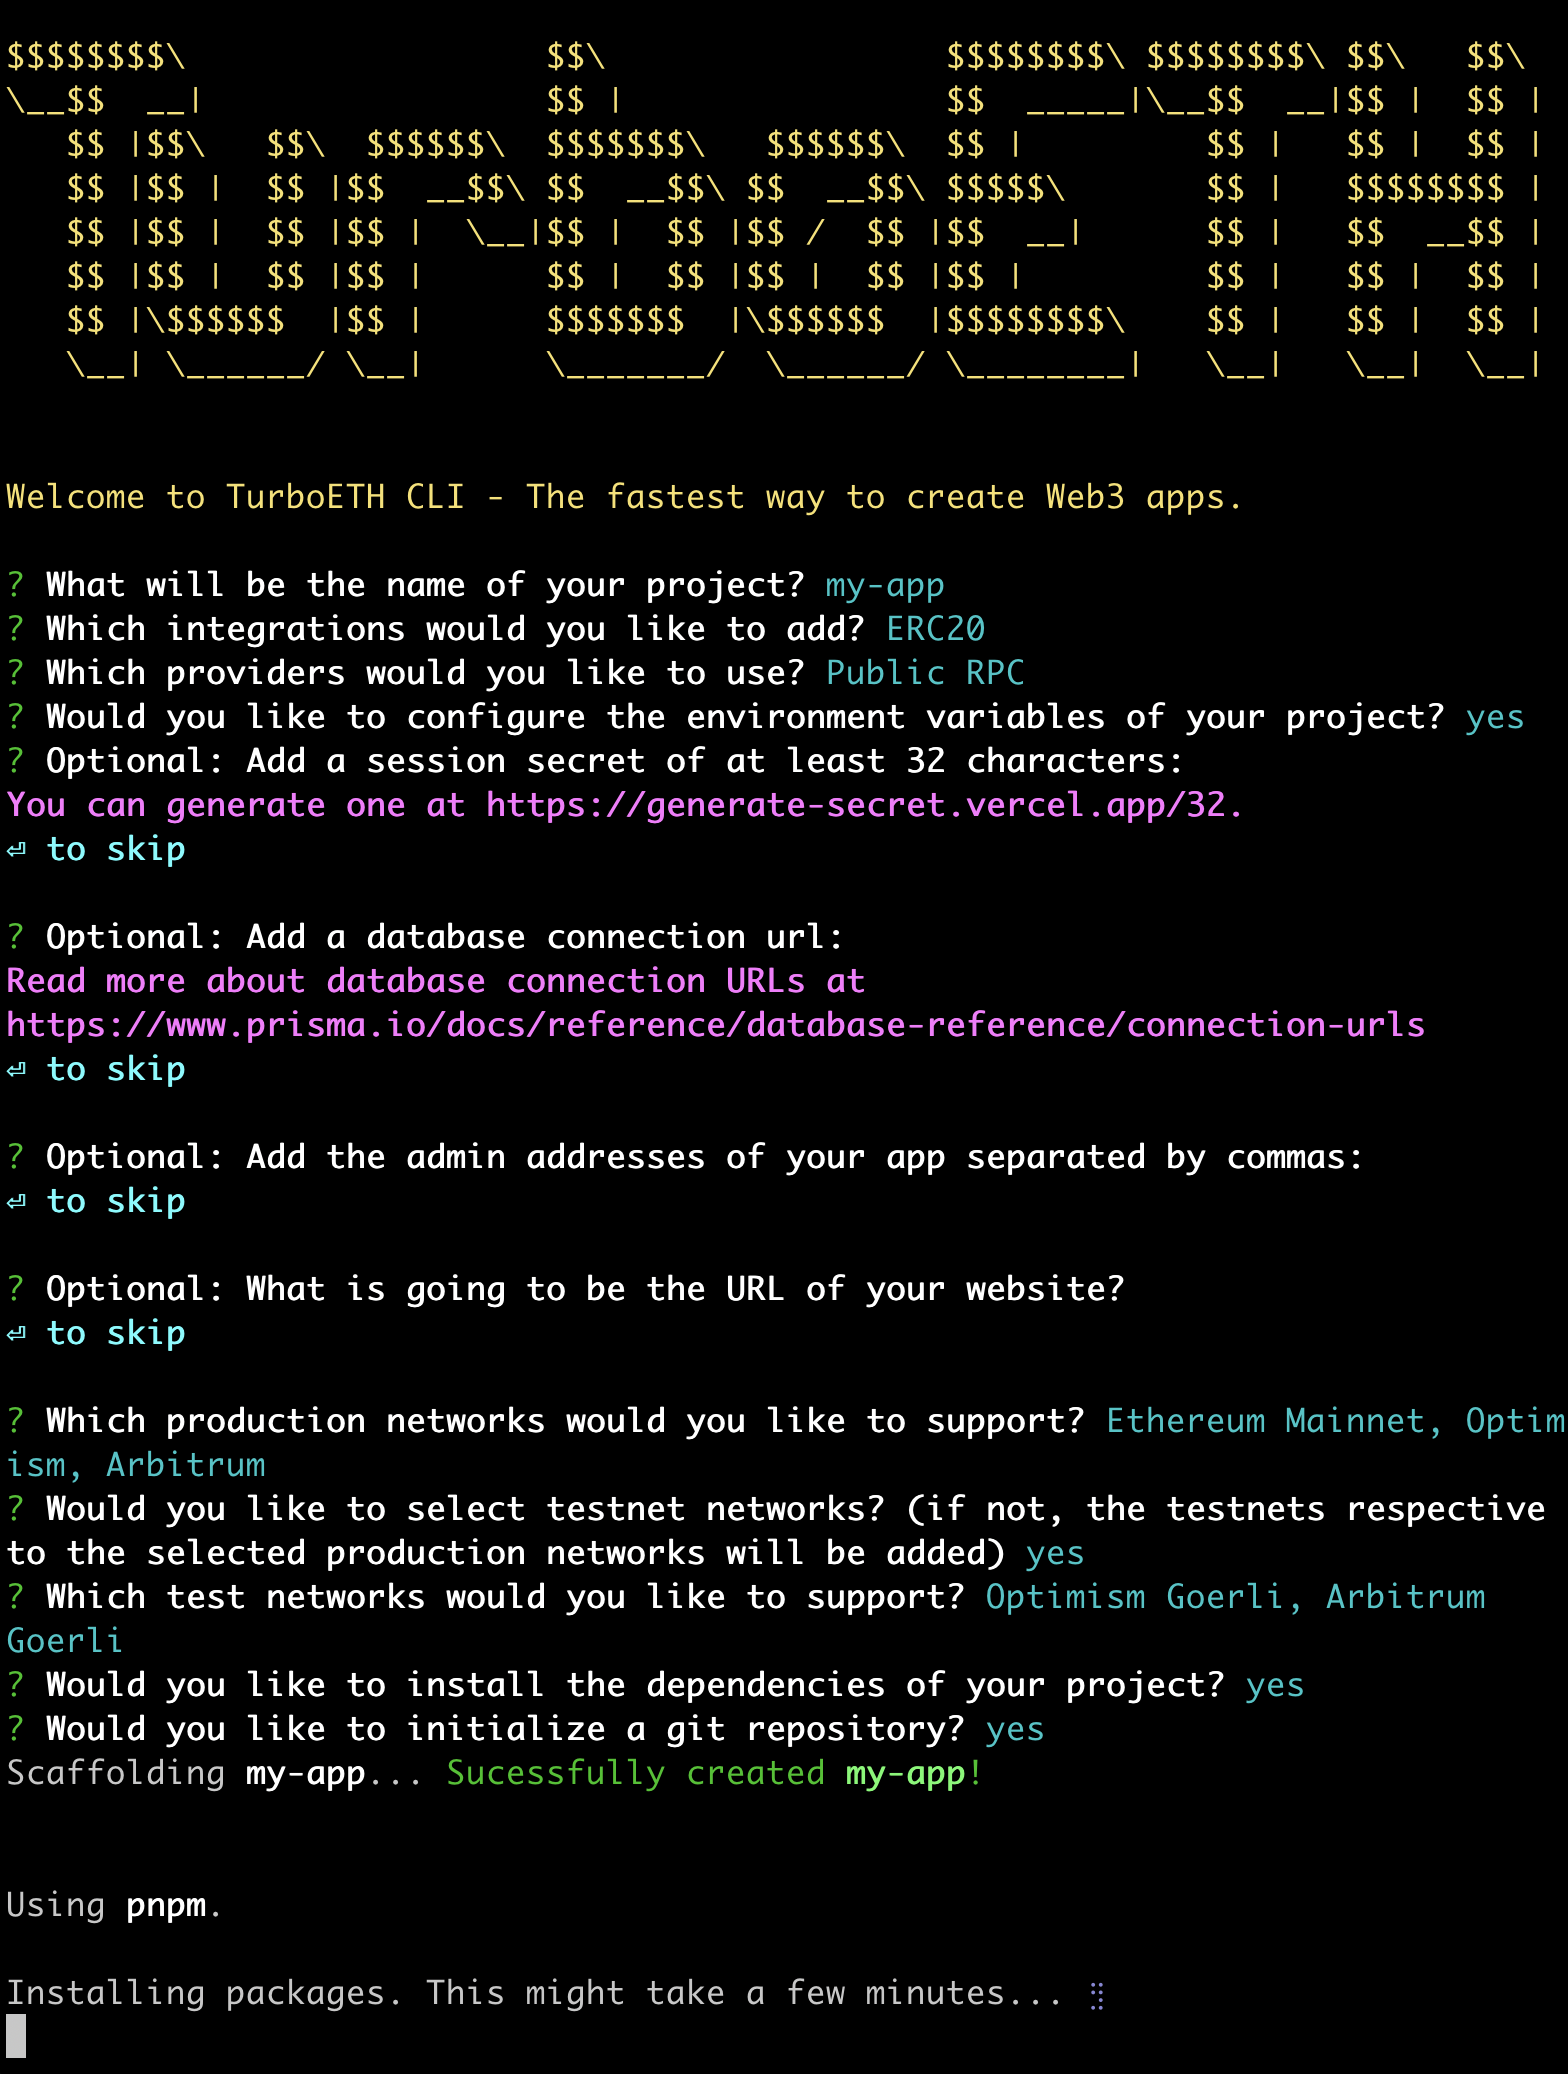 $$$$$$$$\                  $$\                 $$$$$$$$\ $$$$$$$$\ $$\   $$\
\__$$  __|                 $$ |                $$  _____|\__$$  __|$$ |  $$ |
   $$ |$$\   $$\  $$$$$$\  $$$$$$$\   $$$$$$\  $$ |         $$ |   $$ |  $$ |
   $$ |$$ |  $$ |$$  __$$\ $$  __$$\ $$  __$$\ $$$$$\       $$ |   $$$$$$$$ |
   $$ |$$ |  $$ |$$ |  \__|$$ |  $$ |$$ /  $$ |$$  __|      $$ |   $$  __$$ |
   $$ |$$ |  $$ |$$ |      $$ |  $$ |$$ |  $$ |$$ |         $$ |   $$ |  $$ |
   $$ |\$$$$$$  |$$ |      $$$$$$$  |\$$$$$$  |$$$$$$$$\    $$ |   $$ |  $$ |
   \__| \______/ \__|      \_______/  \______/ \________|   \__|   \__|  \__|
Welcome to TurboETH CLI - The fastest way to create Web3 apps.
? What will be the name of your project? my-app
? Which integrations would you like to add? ERC20
? Which providers would you like to use? Public RPC
? Would you like to configure the environment variables of your project? yes
? Optional: Add a session secret of at least 32 characters:
You can generate one at https://generate-secret.vercel.app/32.
⏎ to skip
? Optional: Add a database connection url:
Read more about database connection URLs at
https://www.prisma.io/docs/reference/database-reference/connection-urls
⏎ to skip
? Optional: Add the admin addresses of your app separated by commas:
⏎ to skip
? Optional: What is going to be the URL of your website?
⏎ to skip
? Which production networks would you like to support? Ethereum Mainnet, Optim
ism, Arbitrum
? Would you like to select testnet networks? (if not, the testnets respective
to the selected production networks will be added) yes
? Which test networks would you like to support? Optimism Goerli, Arbitrum
Goerli
? Would you like to install the dependencies of your project? yes
? Would you like to initialize a git repository? yes
Scaffolding my-app... Sucessfully created my-app!
Using pnpm.
Installing packages. This might take a few minutes... ⣻